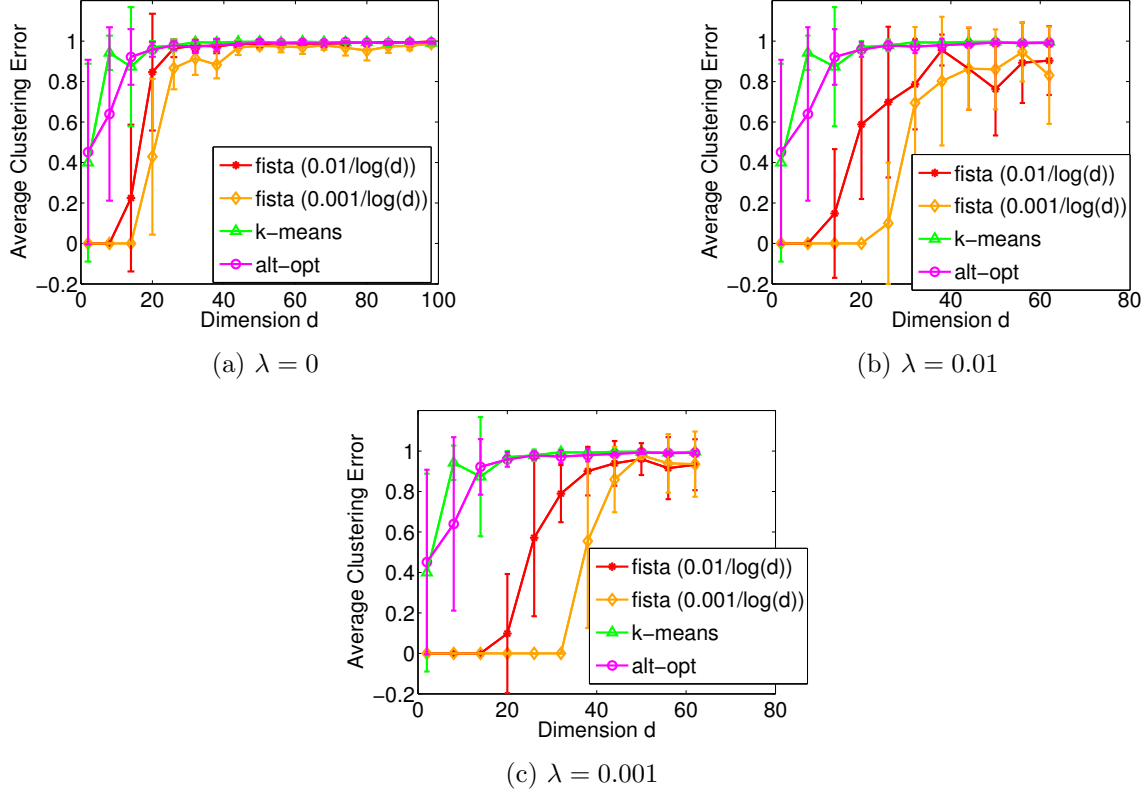 1
0.8
0.6
0.4
0.2
0
−0.2
0 20 40 60 80 100
Average Clustering Error
Dimension d
fista (0.01/log(d))
fista (0.001/log(d))
k−means
alt−opt
(a) λ = 0
1
0.8
0.6
0.4
0.2
0
−0.2
0 20 40 60 80
Average Clustering Error
Dimension d
fista (0.01/log(d))
fista (0.001/log(d))
k−means
alt−opt
(b) λ = 0.01
1
0.8
0.6
0.4
0.2
0
−0.2
0 20 40 60 80
Average Clustering Error
Dimension d
fista (0.01/log(d))
fista (0.001/log(d))
k−means
alt−opt
(c) λ = 0.001